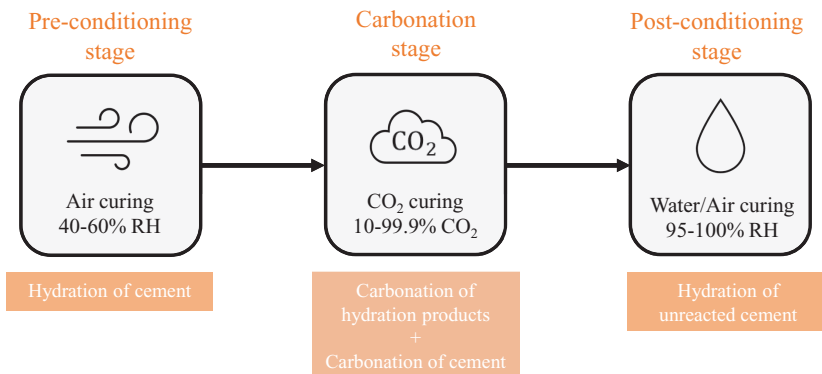 Pre-conditioning
stage
Carbonation
stage
Post-conditioning
stage
CO₂
Air curing
40-60% RH
CO₂ curing
10-99.9% CO₂
Water/Air curing
95-100% RH
Hydration of cement
Carbonation of
hydration products
+
Carbonation of cement
Hydration of
unreacted cement